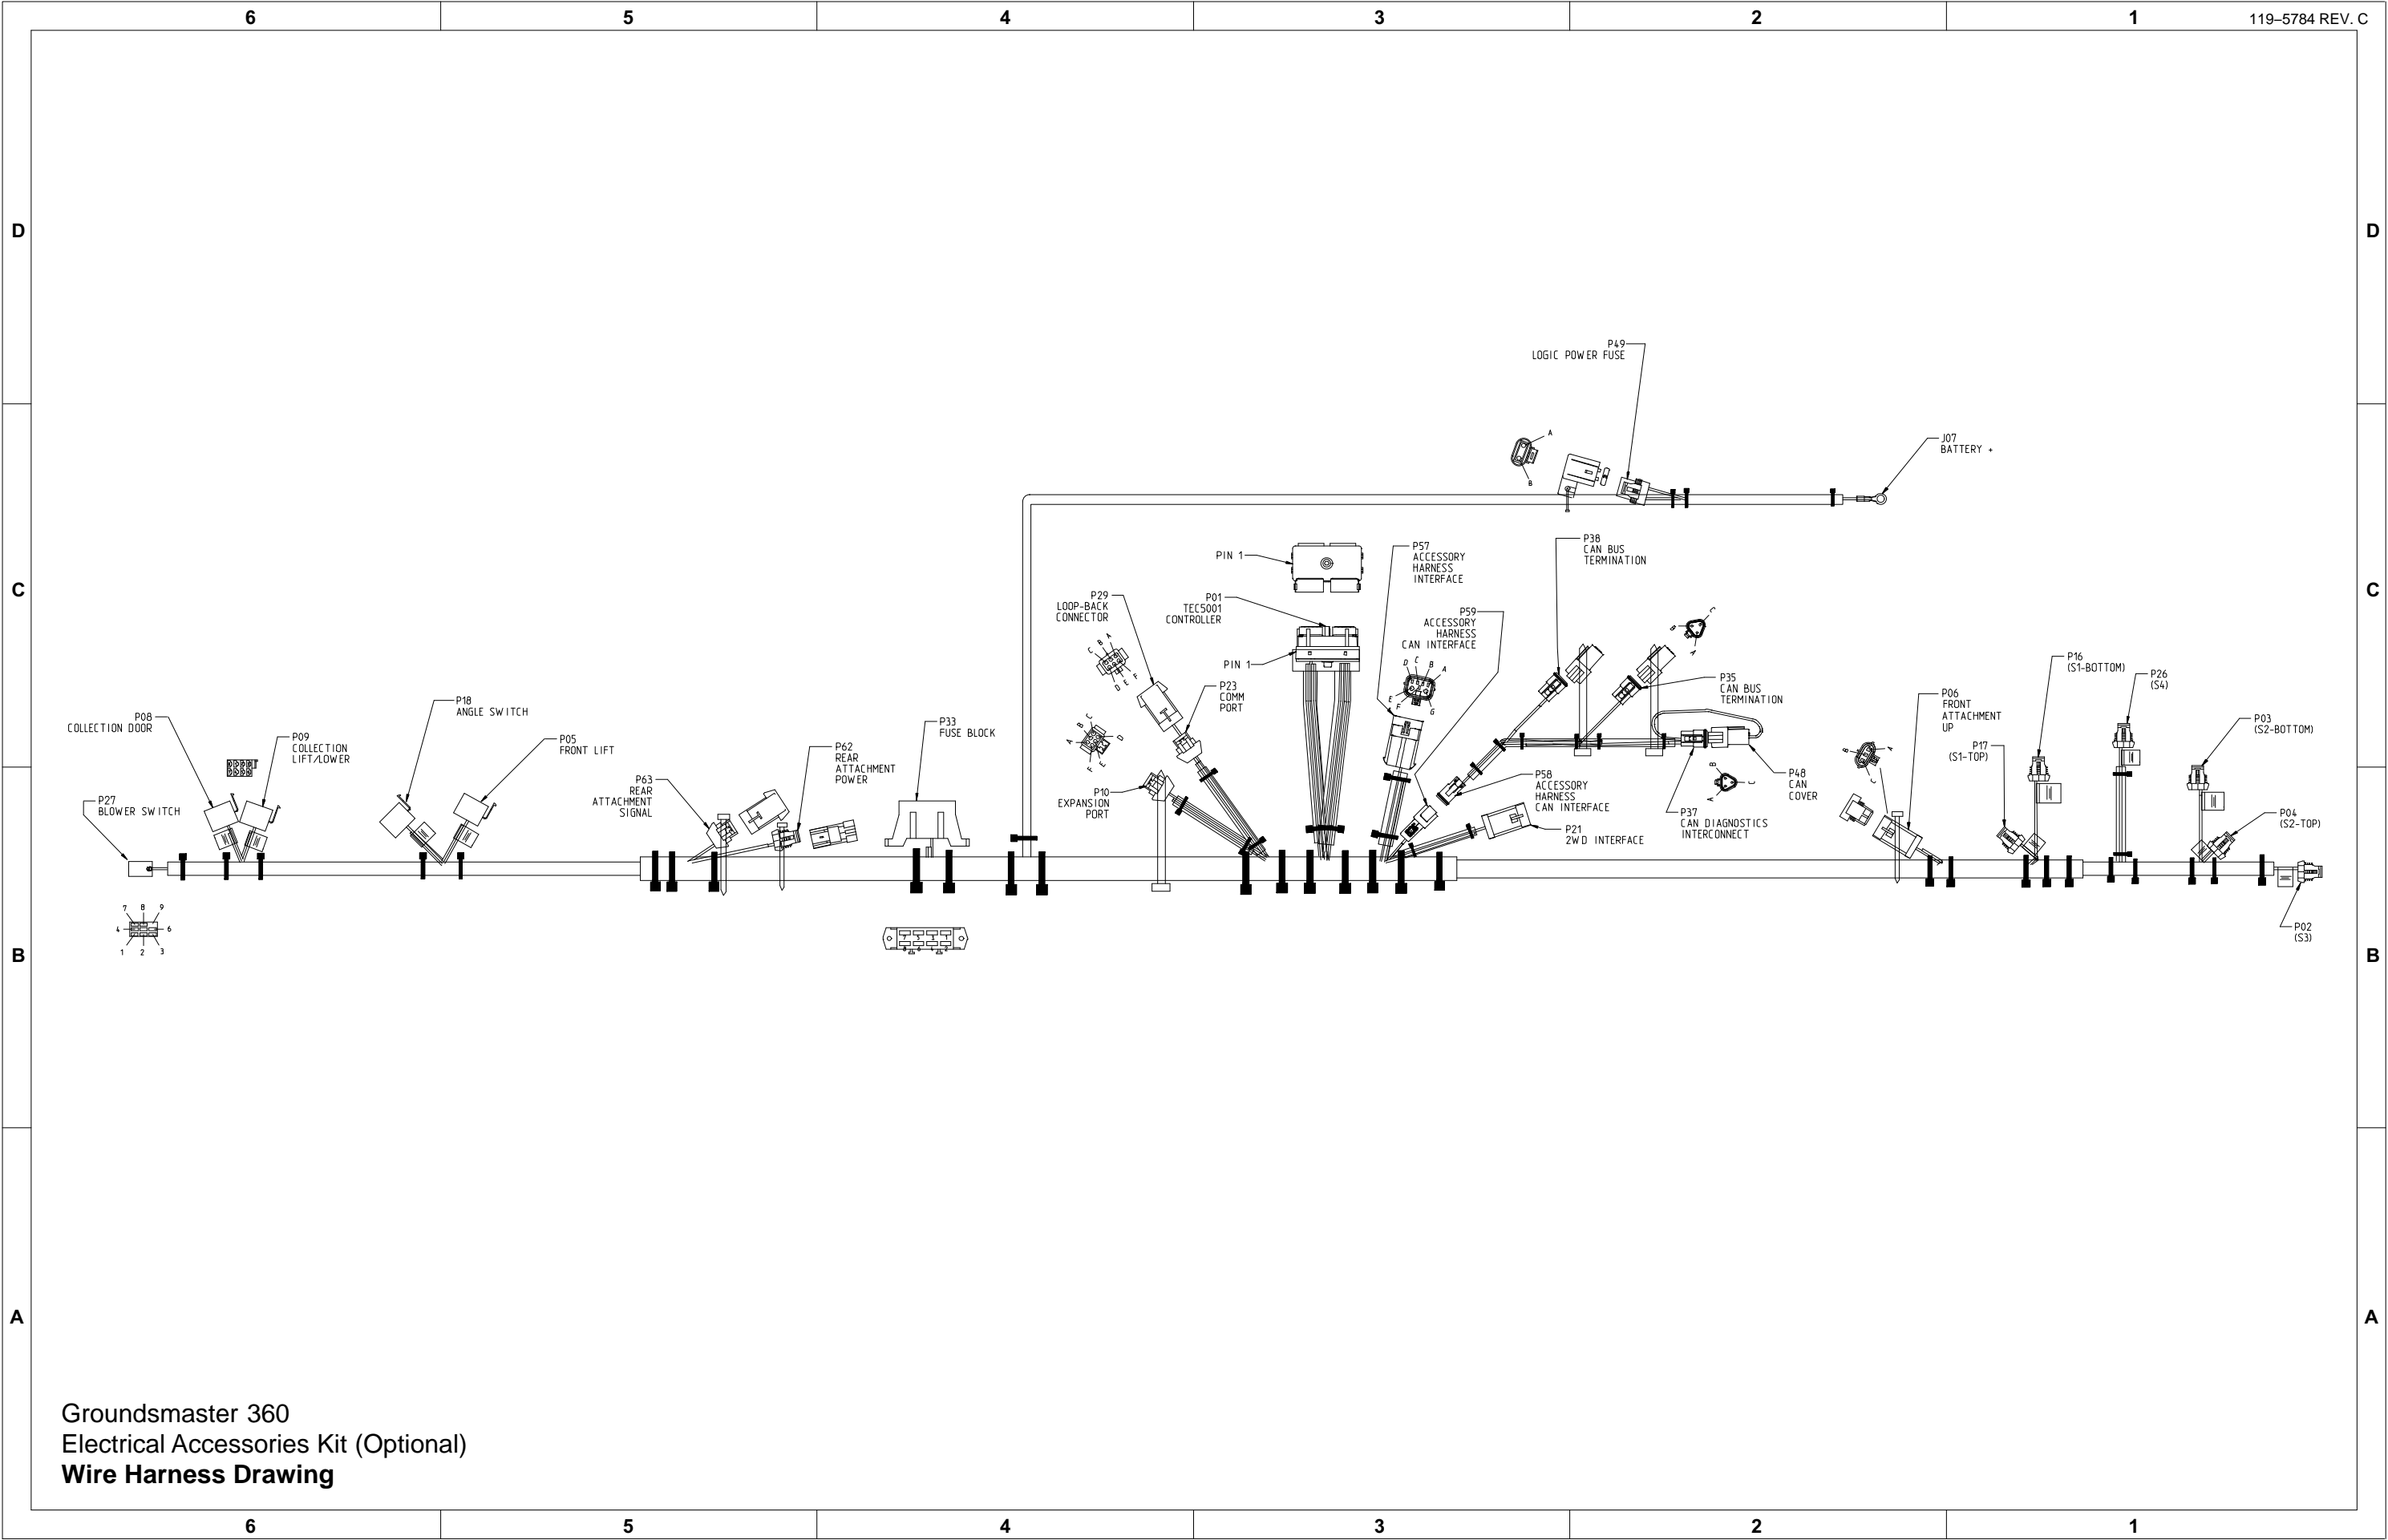 6 5 4 3 2 1 119–5784 REV. C
D D
P49
LOGIC POWER FUSE
A
B
J07
BATTERY +
C C
PIN 1
P01
TEC5001
CONTROLLER
PIN 1
P29
LOOP-BACK
CONNECTOR
C B A
D E F
P23
COMM
PORT
B C
A D
F E
P10
EXPANSION
PORT
P57
ACCESSORY
HARNESS
INTERFACE
P59
ACCESSORY
HARNESS
CAN INTERFACE
D C B A
E F G
P38
CAN BUS
TERMINATION
C
B
A
P35
CAN BUS
TERMINATION
P58
ACCESSORY
HARNESS
CAN INTERFACE
P21
2WD INTERFACE
P37
CAN DIAGNOSTICS
INTERCONNECT
B
A C
P48
CAN
COVER
P06
FRONT
ATTACHMENT
UP
B A
C
P17
(S1-TOP)
P16
(S1-BOTTOM)
P26
(S4)
P03
(S2-BOTTOM)
P04
(S2-TOP)
P02
(S3)
P08
COLLECTION DOOR
P09
COLLECTION
LIFT/LOWER
P27
BLOWER SWITCH
P18
ANGLE SWITCH
P05
FRONT LIFT
P63
REAR
ATTACHMENT
SIGNAL
P62
REAR
ATTACHMENT
POWER
P33
FUSE BLOCK
7 8 9
4 6
1 2 3
B B
A A
Groundsmaster 360
Electrical Accessories Kit (Optional)
Wire Harness Drawing
6 5 4 3 2 1